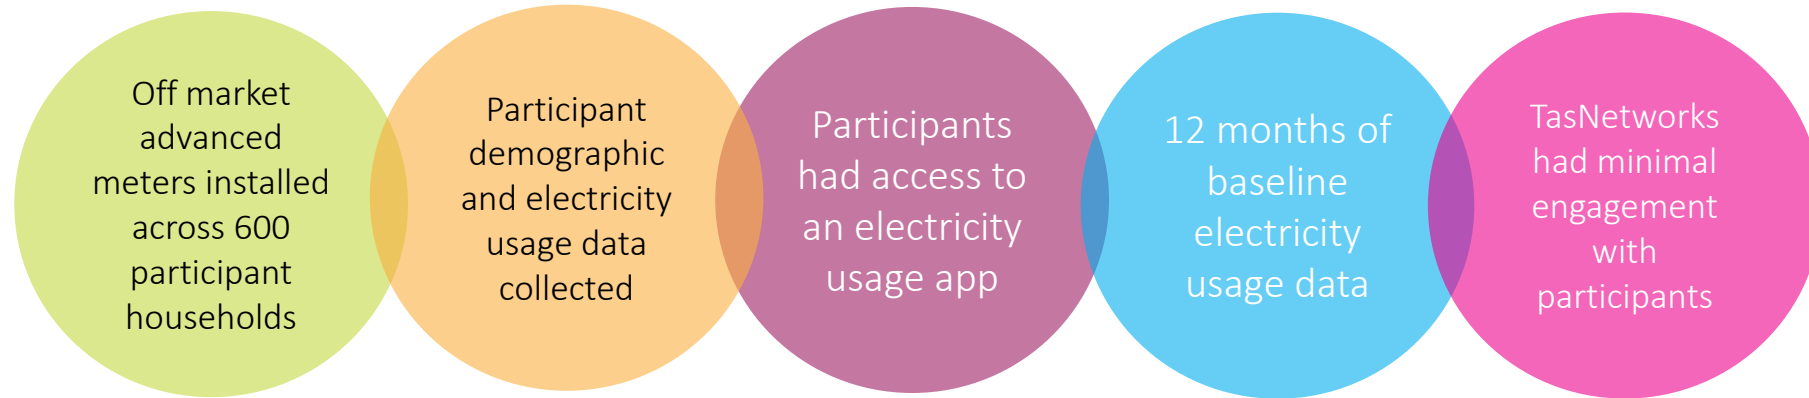 Off market
advanced
meters installed
across 600
participant
households
Participant
demographic
and electricity
usage data
collected
Participants
had access to
an electricity
usage app
12 months of
baseline
electricity
usage data
TasNetworks
had minimal
engagement
with
participants